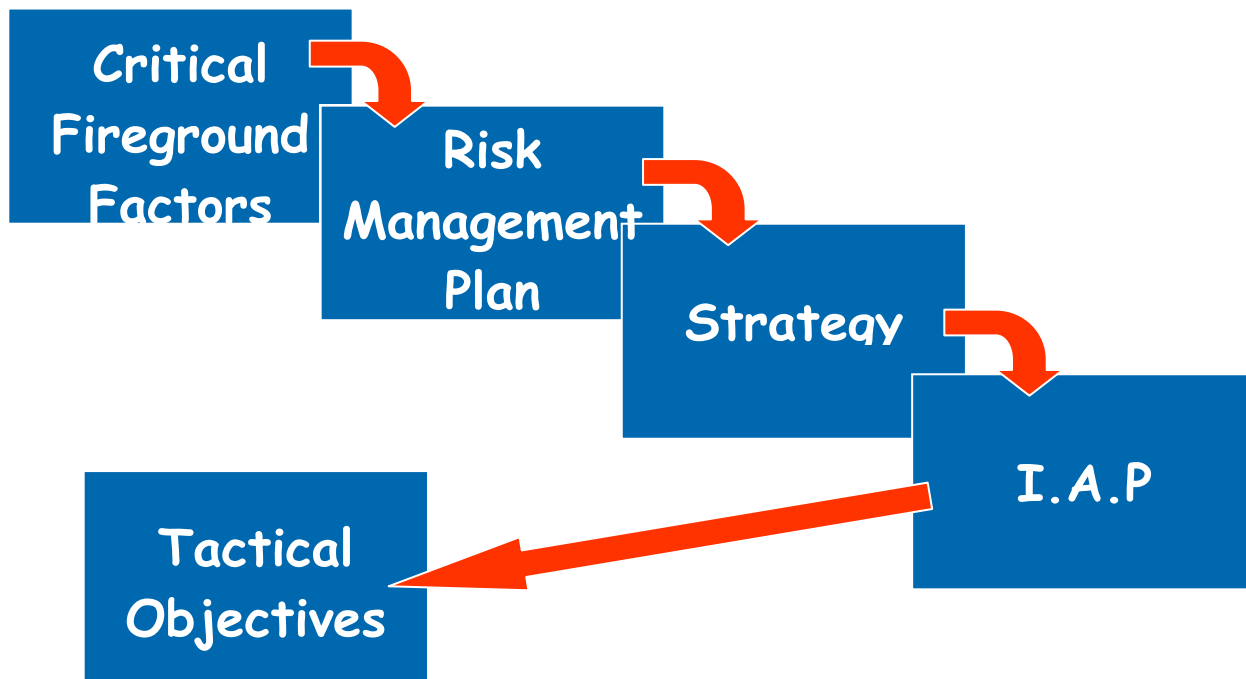 Critical
Fireground
Factors
Risk
Management
Plan
Strategy
I.A.P
Tactical
Objectives